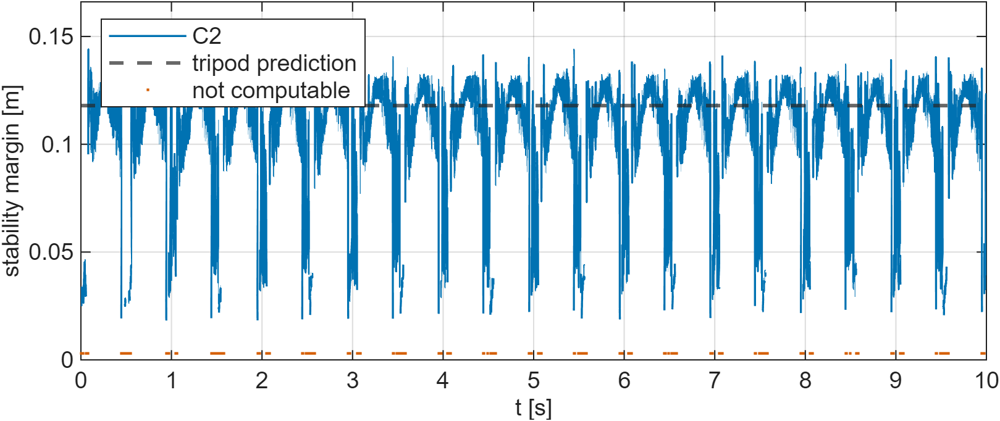 C2
tripod prediction
not computable
stability margin [m]
0.15
0.1
0.05
0
0 1 2 3 4 5 6 7 8 9 10
t [s]